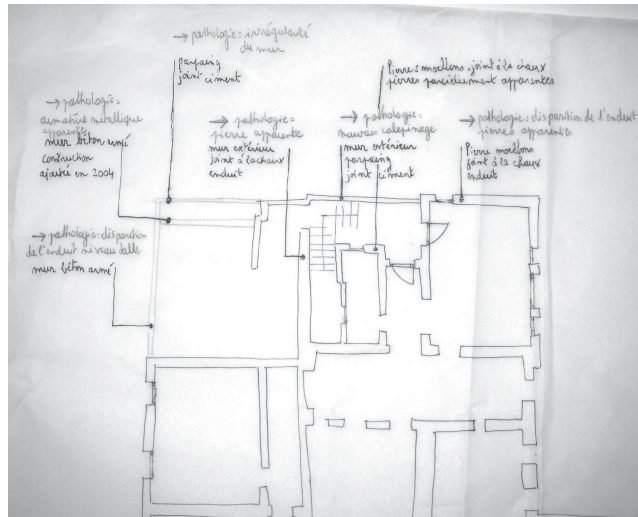 → pathologie = irrégularité
du mur
parpaing
joint ciment
Pierres moellons, joint à la chaux
pierres partiellement apparentes
→ pathologie =
armature métallique
apparente
mur béton armé
construction
ajoutée en 2004
→ pathologie =
pierre apparente
mur extérieur
joint à la chaux
enduit
→ pathologie =
mauvais calepinage
mur extérieur
parpaing
joint ciment
→ pathologie : disparition de l'enduit
pierres apparentes
Pierre moellons
joint à la chaux
enduit
→ pathologie : disparition
de l'enduit niveau dalle
mur béton armé